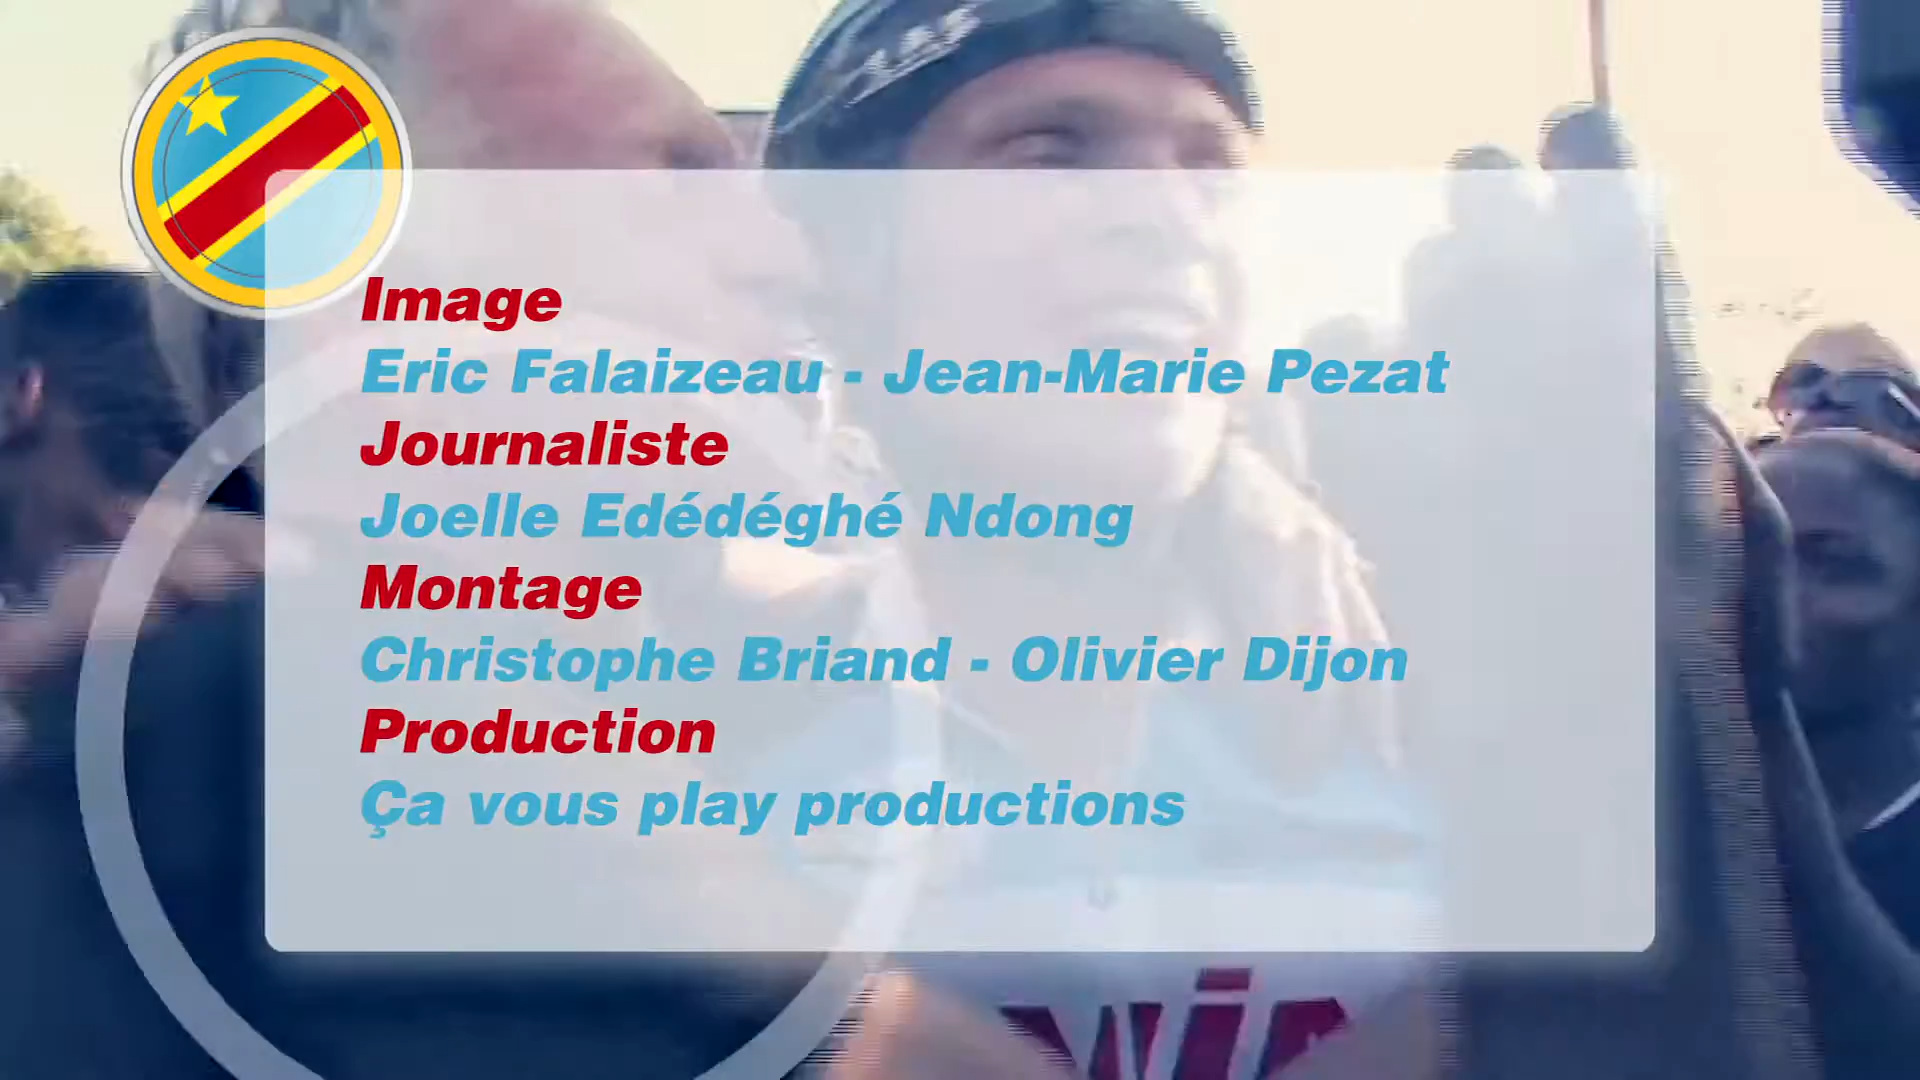 Image
Eric Falaizeau - Jean-Marie Pezat
Journaliste
Joelle Edédéghé Ndong
Montage
Christophe Briand - Olivier Dijon
Production
Ça vous play productions